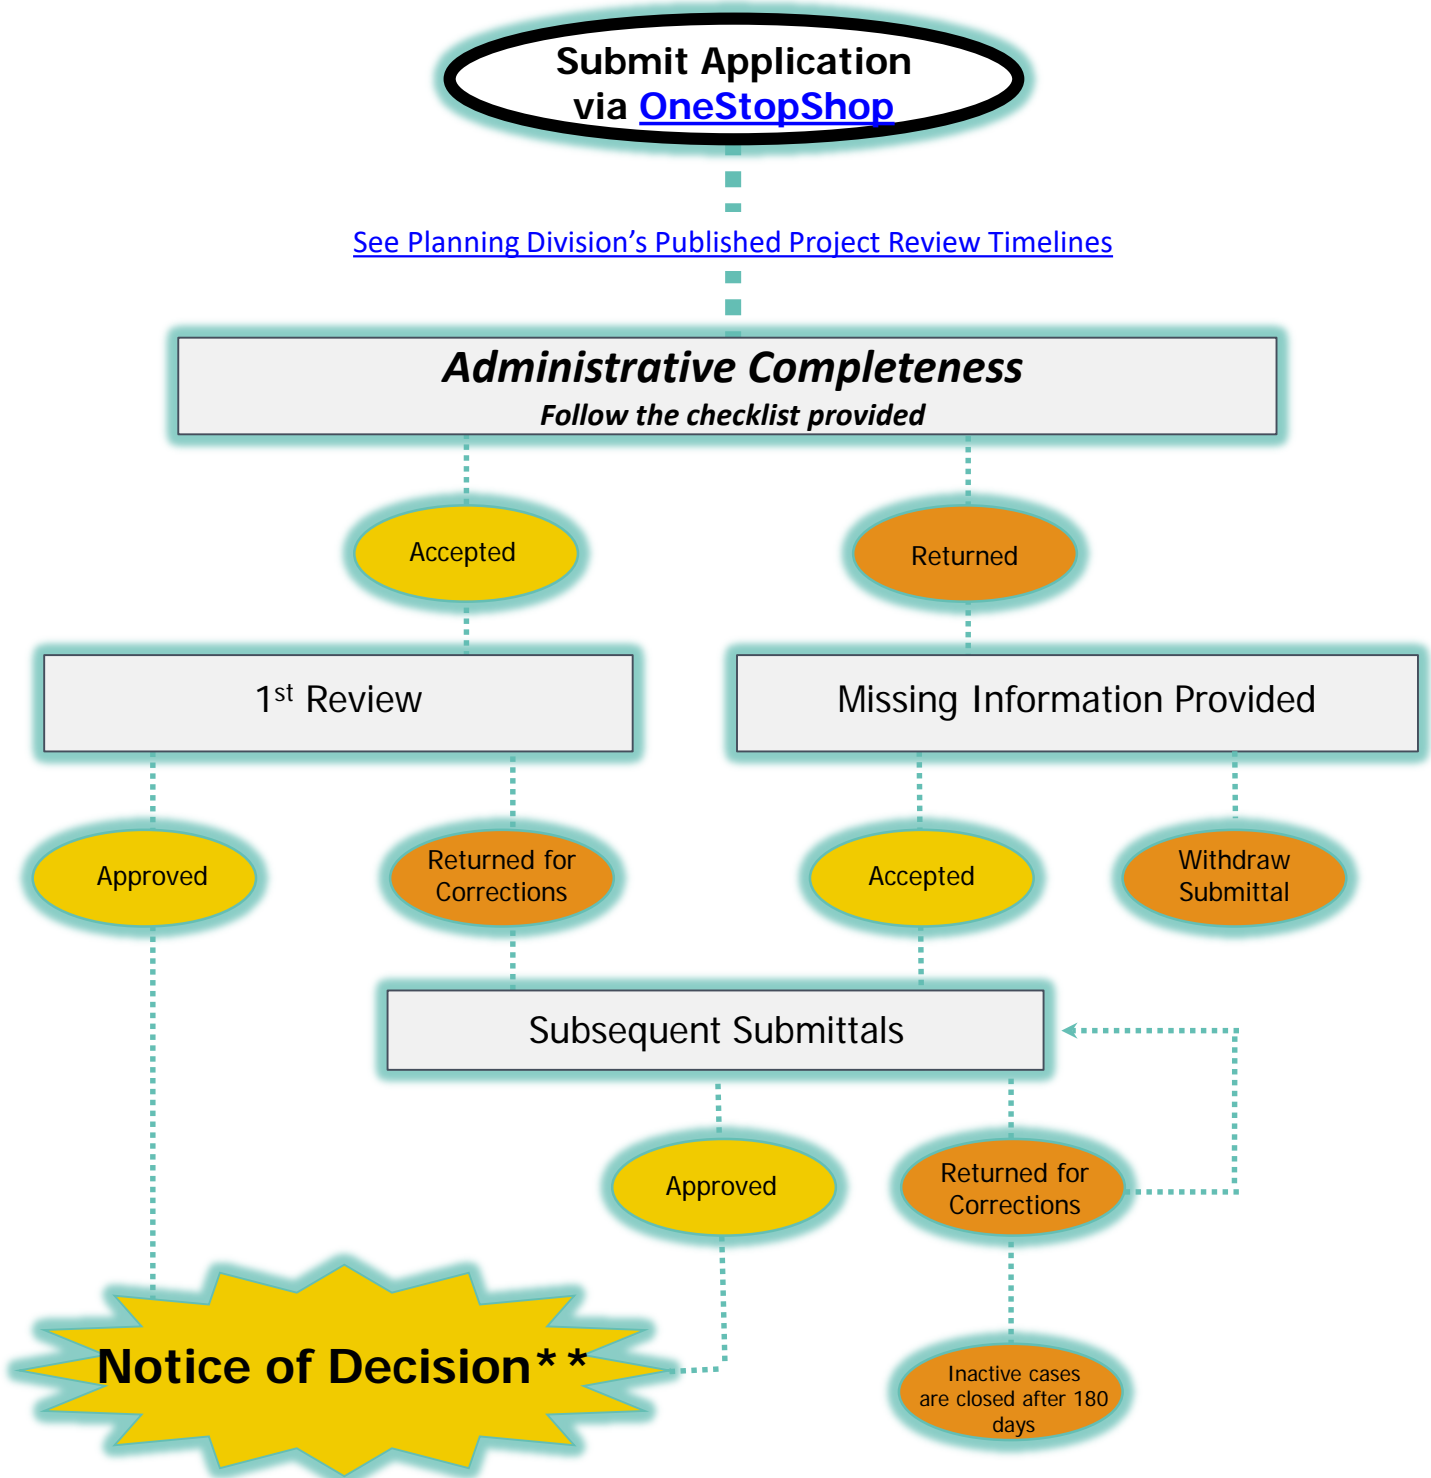 Submit Application
via OneStopShop
See Planning Division’s Published Project Review Timelines
Administrative Completeness
Follow the checklist provided
Accepted
Returned
1st Review
Missing Information Provided
Approved
Returned for
Corrections
Accepted
Withdraw
Submittal
Subsequent Submittals
Approved
Returned for
Corrections
Notice of Decision**
Inactive cases
are closed after 180
days